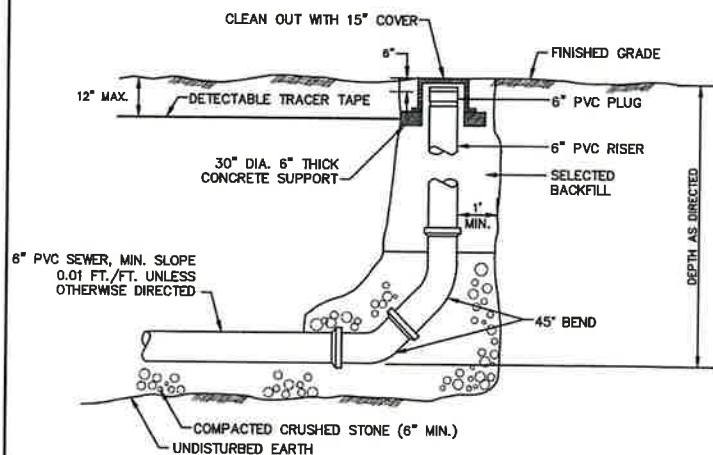 CLEAN OUT WITH 15" COVER
6"
FINISHED GRADE
12" MAX.
DETECTABLE TRACER TAPE
6" PVC PLUG
30" DIA. 6" THICK
CONCRETE SUPPORT
6" PVC RISER
SELECTED
BACKFILL
1'
MIN.
DEPTH AS DIRECTED
6" PVC SEWER, MIN. SLOPE
0.01 FT./FT. UNLESS
OTHERWISE DIRECTED
45° BEND
COMPACTED CRUSHED STONE (6" MIN.)
UNDISTURBED EARTH